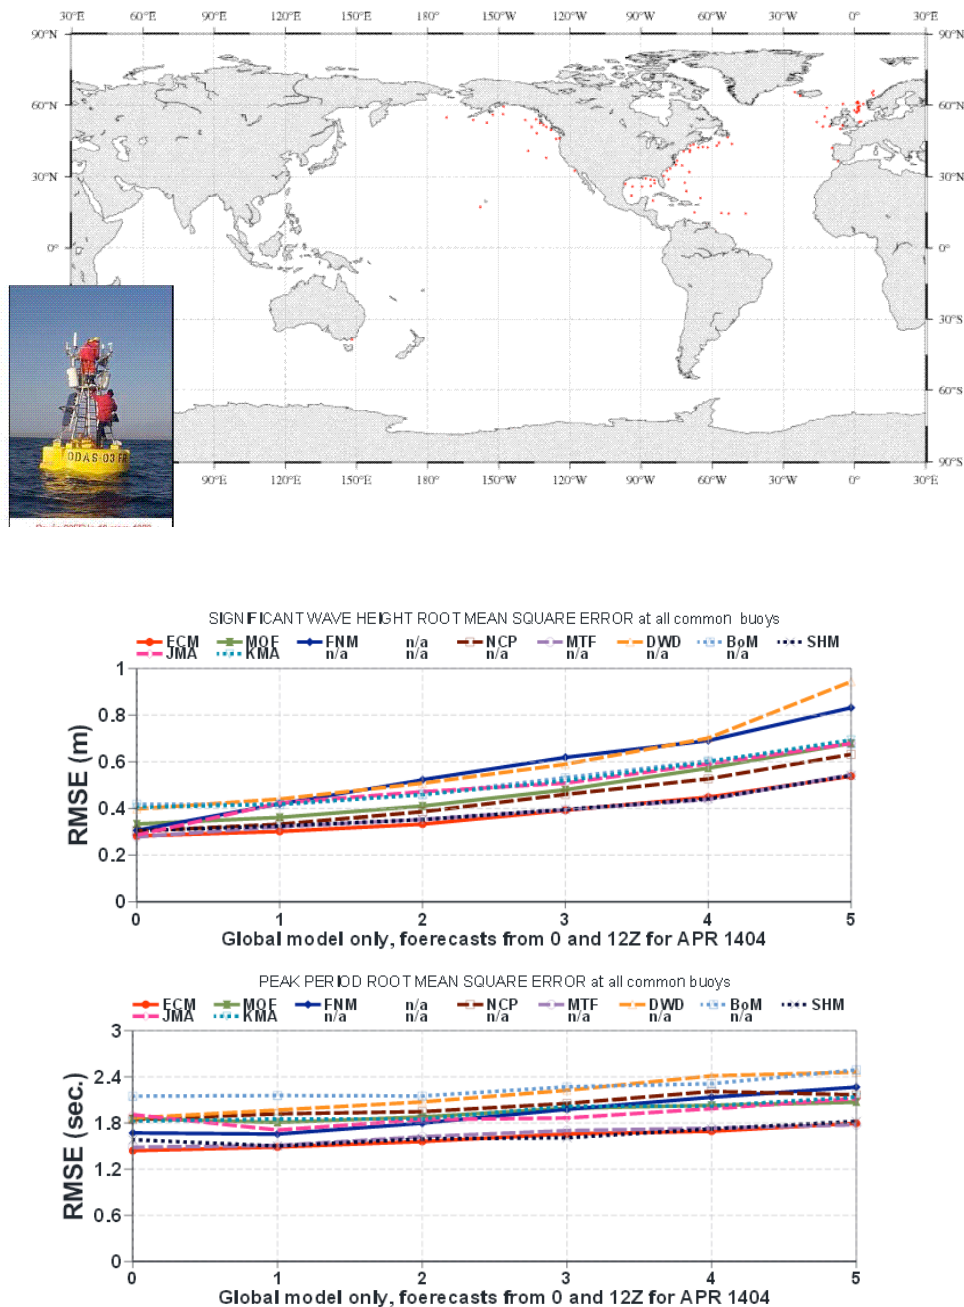 30°E 60°E 90°E 120°E 150°E 180° 150°W 120°W 90°W 60°W 30°W 0° 30°E
90°N 90°N
60°N 60°N
30°N 30°N
0° 0°
30°S
60°S
90°S
90°E 120°E 150°E 180° 150°W 120°W 90°W 60°W 30°W 0° 30°E
ODAS 03 FR
SIGNIFICANT WAVE HEIGHT ROOT MEAN SQUARE ERROR at all common buoys
ECM MOF FNM n/a NCP MTF DWD BoM SHM
JMA KMA n/a n/a n/a n/a n/a n/a
RMSE (m)
1
0.8
0.6
0.4
0.2
0
0 1 2 3 4 5
Global model only, foerecasts from 0 and 12Z for APR 1404
PEAK PERIOD ROOT MEAN SQUARE ERROR at all common buoys
ECM MOF FNM n/a NCP MTF DWD BoM SHM
JMA KMA n/a n/a n/a n/a n/a n/a
RMSE (sec.)
3
2.4
1.8
1.2
0.6
0
0 1 2 3 4 5
Global model only, foerecasts from 0 and 12Z for APR 1404